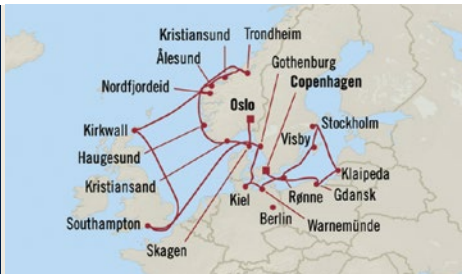 Kristiansund
Trondheim
Ålesund
Gothenburg
Nordfjordeid
Copenhagen
Oslo
Stockholm
Kirkwall
Visby
Haugesund
Klaipeda
Kristiansand
Gdansk
Kiel
Rønne
Southampton
Berlin
Warnemünde
Skagen